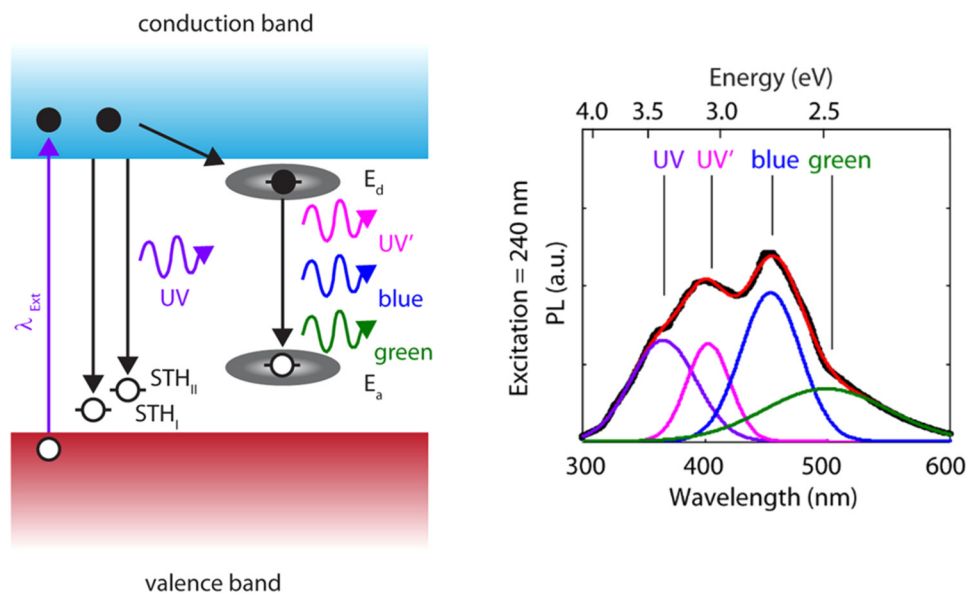 conduction band
E_d
UV'
UV
blue
λ_Ext
green
STH_II
STH_I
E_a
valence band
Energy (eV)
4.0 3.5 3.0 2.5
UV UV' blue green
Excitation = 240 nm
PL (a.u.)
300 400 500 600
Wavelength (nm)